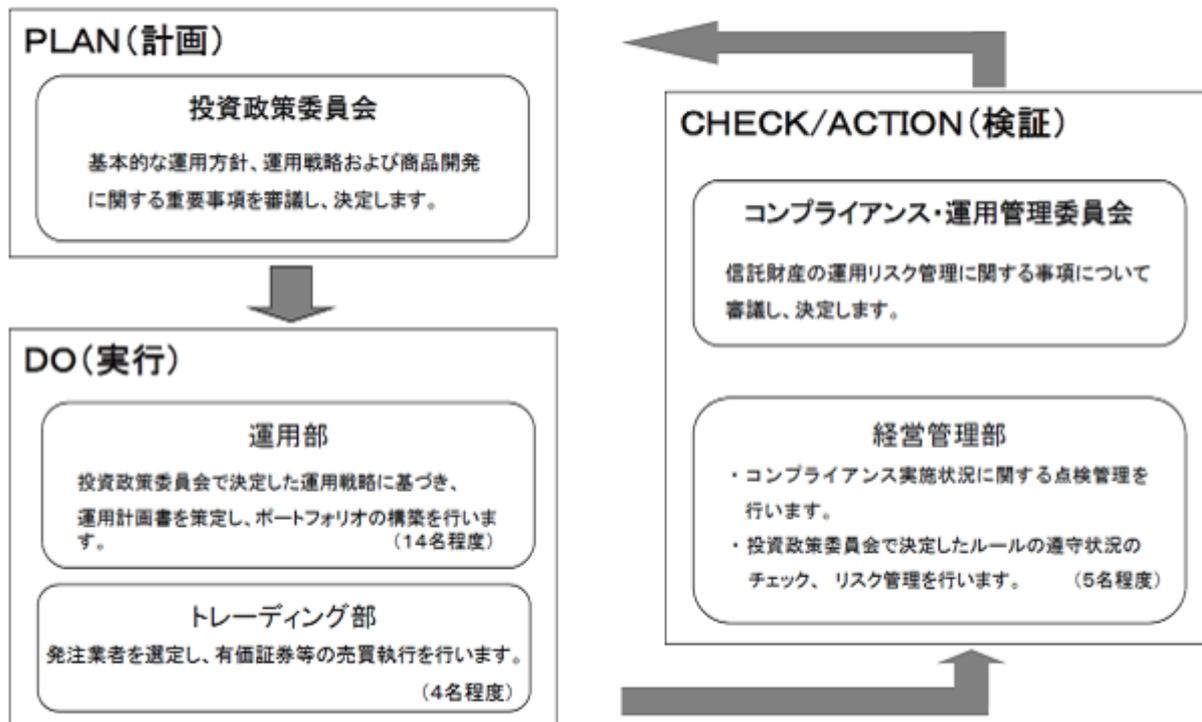 PLAN(計画)
投資政策委員会
基本的な運用方針、運用戦略および商品開発
に関する重要事項を審議し、決定します。
DO(実行)
運用部
投資政策委員会で決定した運用戦略に基づき、
運用計画書を策定し、ポートフォリオの構築を行いま
す。 (14名程度)
トレーディング部
発注業者を選定し、有価証券等の売買執行を行います。
(4名程度)
CHECK/ACTION(検証)
コンプライアンス・運用管理委員会
信託財産の運用リスク管理に関する事項について
審議し、決定します。
経営管理部
・コンプライアンス実施状況に関する点検管理を
行います。
・投資政策委員会で決定したルールの遵守状況の
チェック、 リスク管理を行います。 (5名程度)